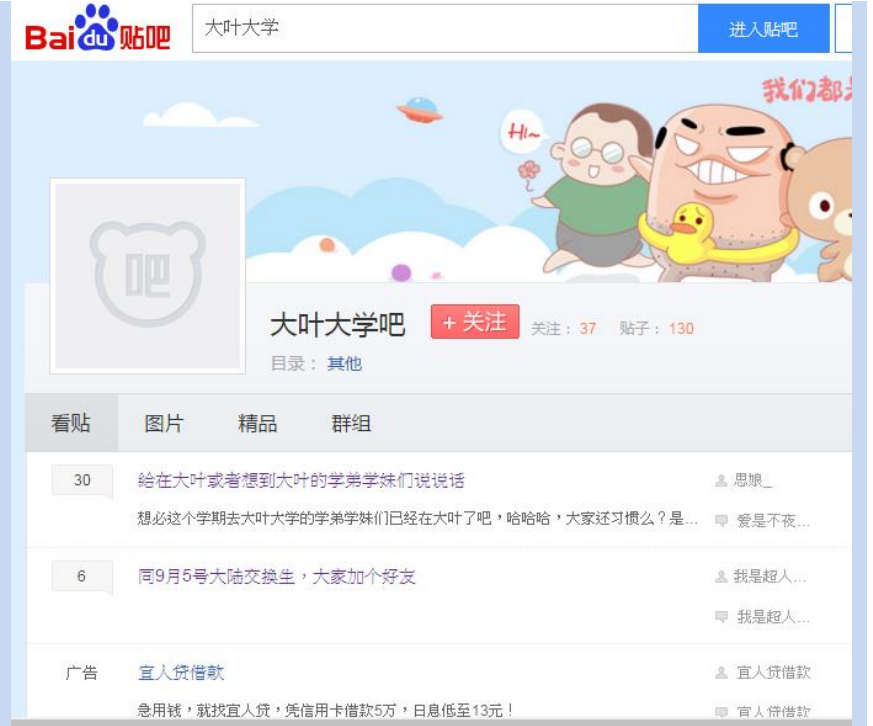 Bai du 贴吧
大叶大学
进入贴吧
我们都
HI~
吧
大叶大学吧
+ 关注
关注：37 贴子：130
目录：其他
看贴 图片 精品 群组
30 给在大叶或者想到大叶的学弟学妹们说说话 思娘_
想必这个学期去大叶大学的学弟学妹们已经在大叶了吧，哈哈哈，大家还习惯么？是... 爱是不夜...
6 同9月5号大陆交换生，大家加个好友 我是超人...
我是超人...
广告 宜人贷借款 宜人贷借款
急用钱，就找宜人贷，凭信用卡借款5万，日息低至13元！ 宜人贷借款